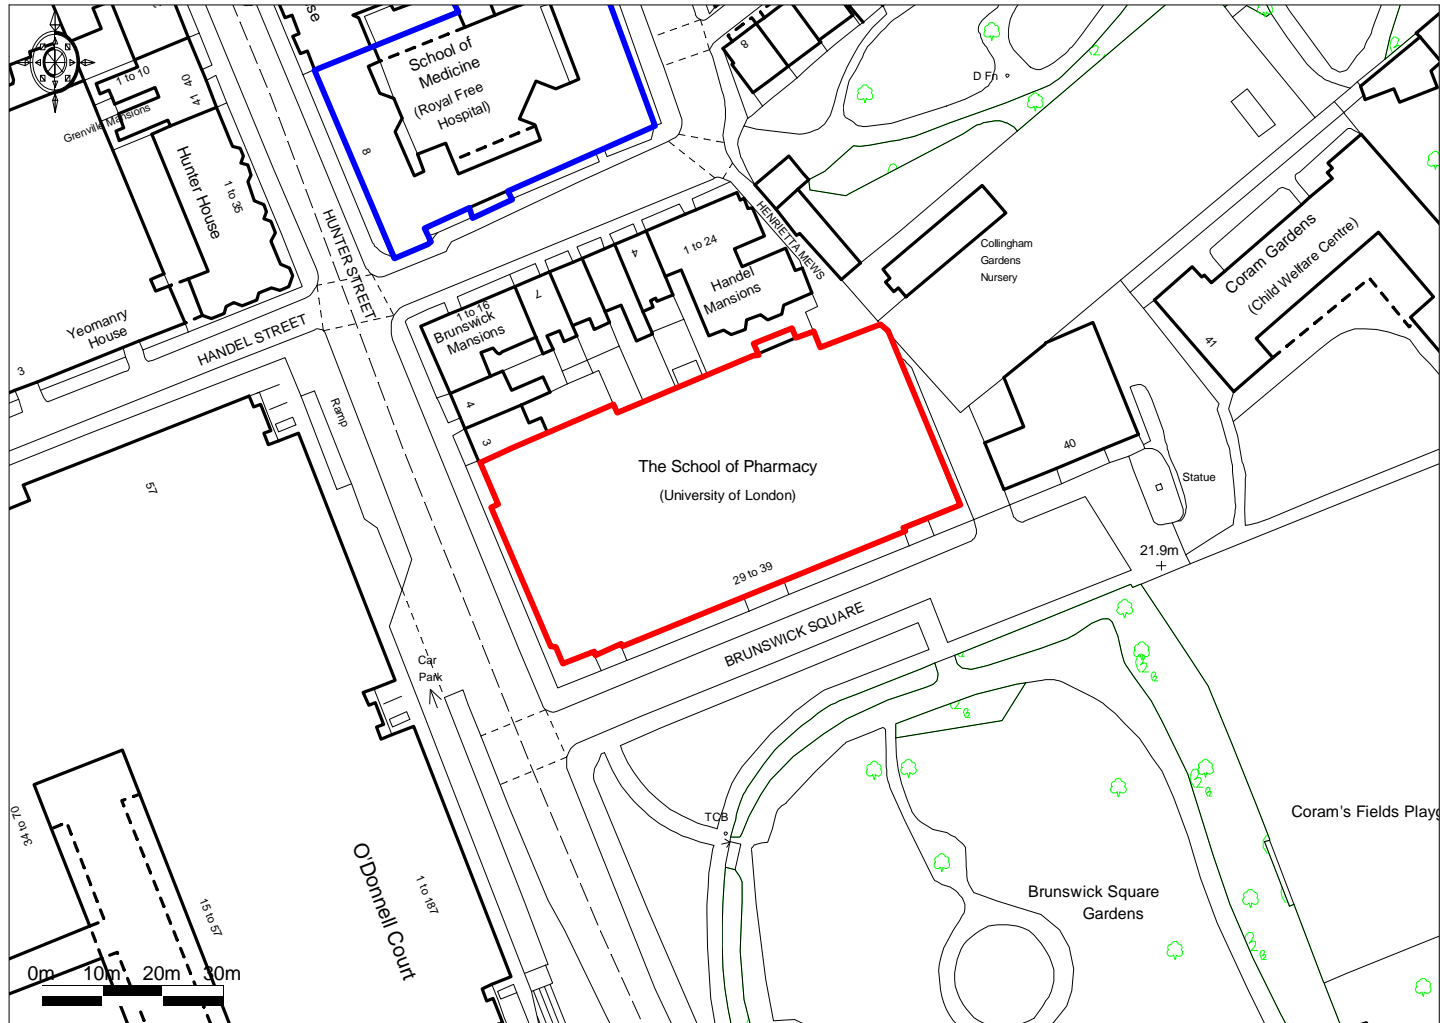 se
School of
Medicine
(Royal Free
Hospital)
8
8
D Fn
1 to 10
40
41
Grenville Mansions
Hunter House
1 to 35
HUNTER STREET
HENRIETTA MEWS
1 to 24
Handel
Mansions
4
7
1 to 16
Brunswick
Mansions
4
3
Collingham
Gardens
Nursery
Coram Gardens
(Child Welfare Centre)
41
40
Yeomanry
House
3
HANDEL STREET
Ramp
57
The School of Pharmacy
(University of London)
29 to 39
BRUNSWICK SQUARE
Statue
21.9m
Car
Park
TCB
34 to 70
15 to 57
O'Donnell Court
1 to 187
Coram's Fields Playg
Brunswick Square
Gardens
0m 10m 20m 30m